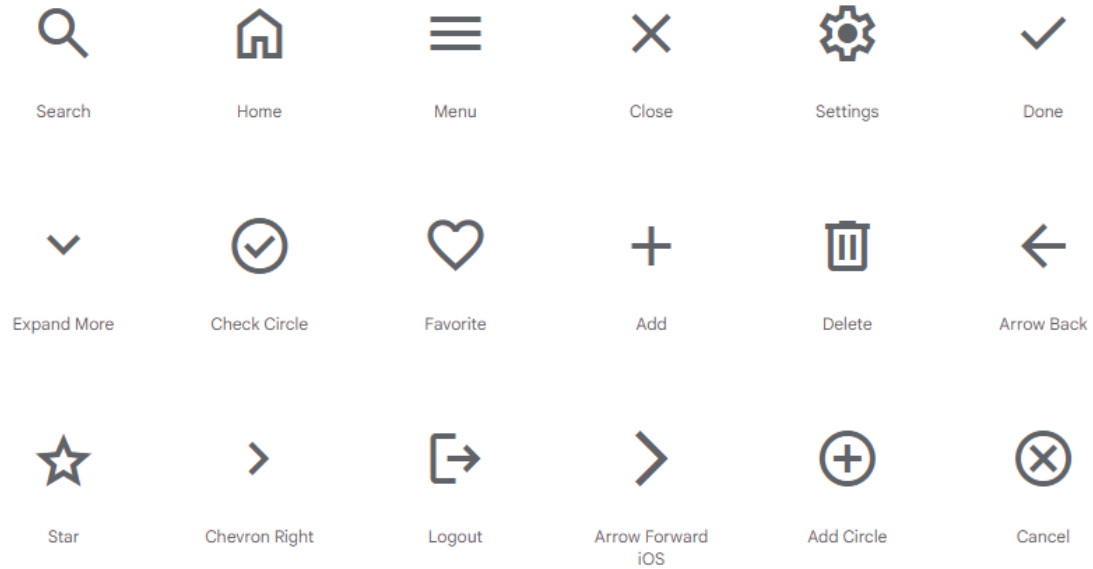 Search
Home
Menu
Close
Settings
Done
Expand More
Check Circle
Favorite
Add
Delete
Arrow Back
Star
Chevron Right
Logout
Arrow Forward
iOS
Add Circle
Cancel